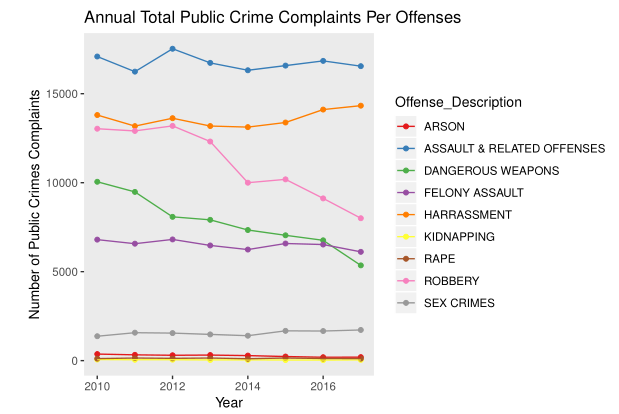 Annual Total Public Crime Complaints Per Offenses
Number of Public Crimes Complaints
15000
10000
5000
0
2010
2012
2014
2016
Year
Offense_Description
ARSON
ASSAULT & RELATED OFFENSES
DANGEROUS WEAPONS
FELONY ASSAULT
HARRASSMENT
KIDNAPPING
RAPE
ROBBERY
SEX CRIMES